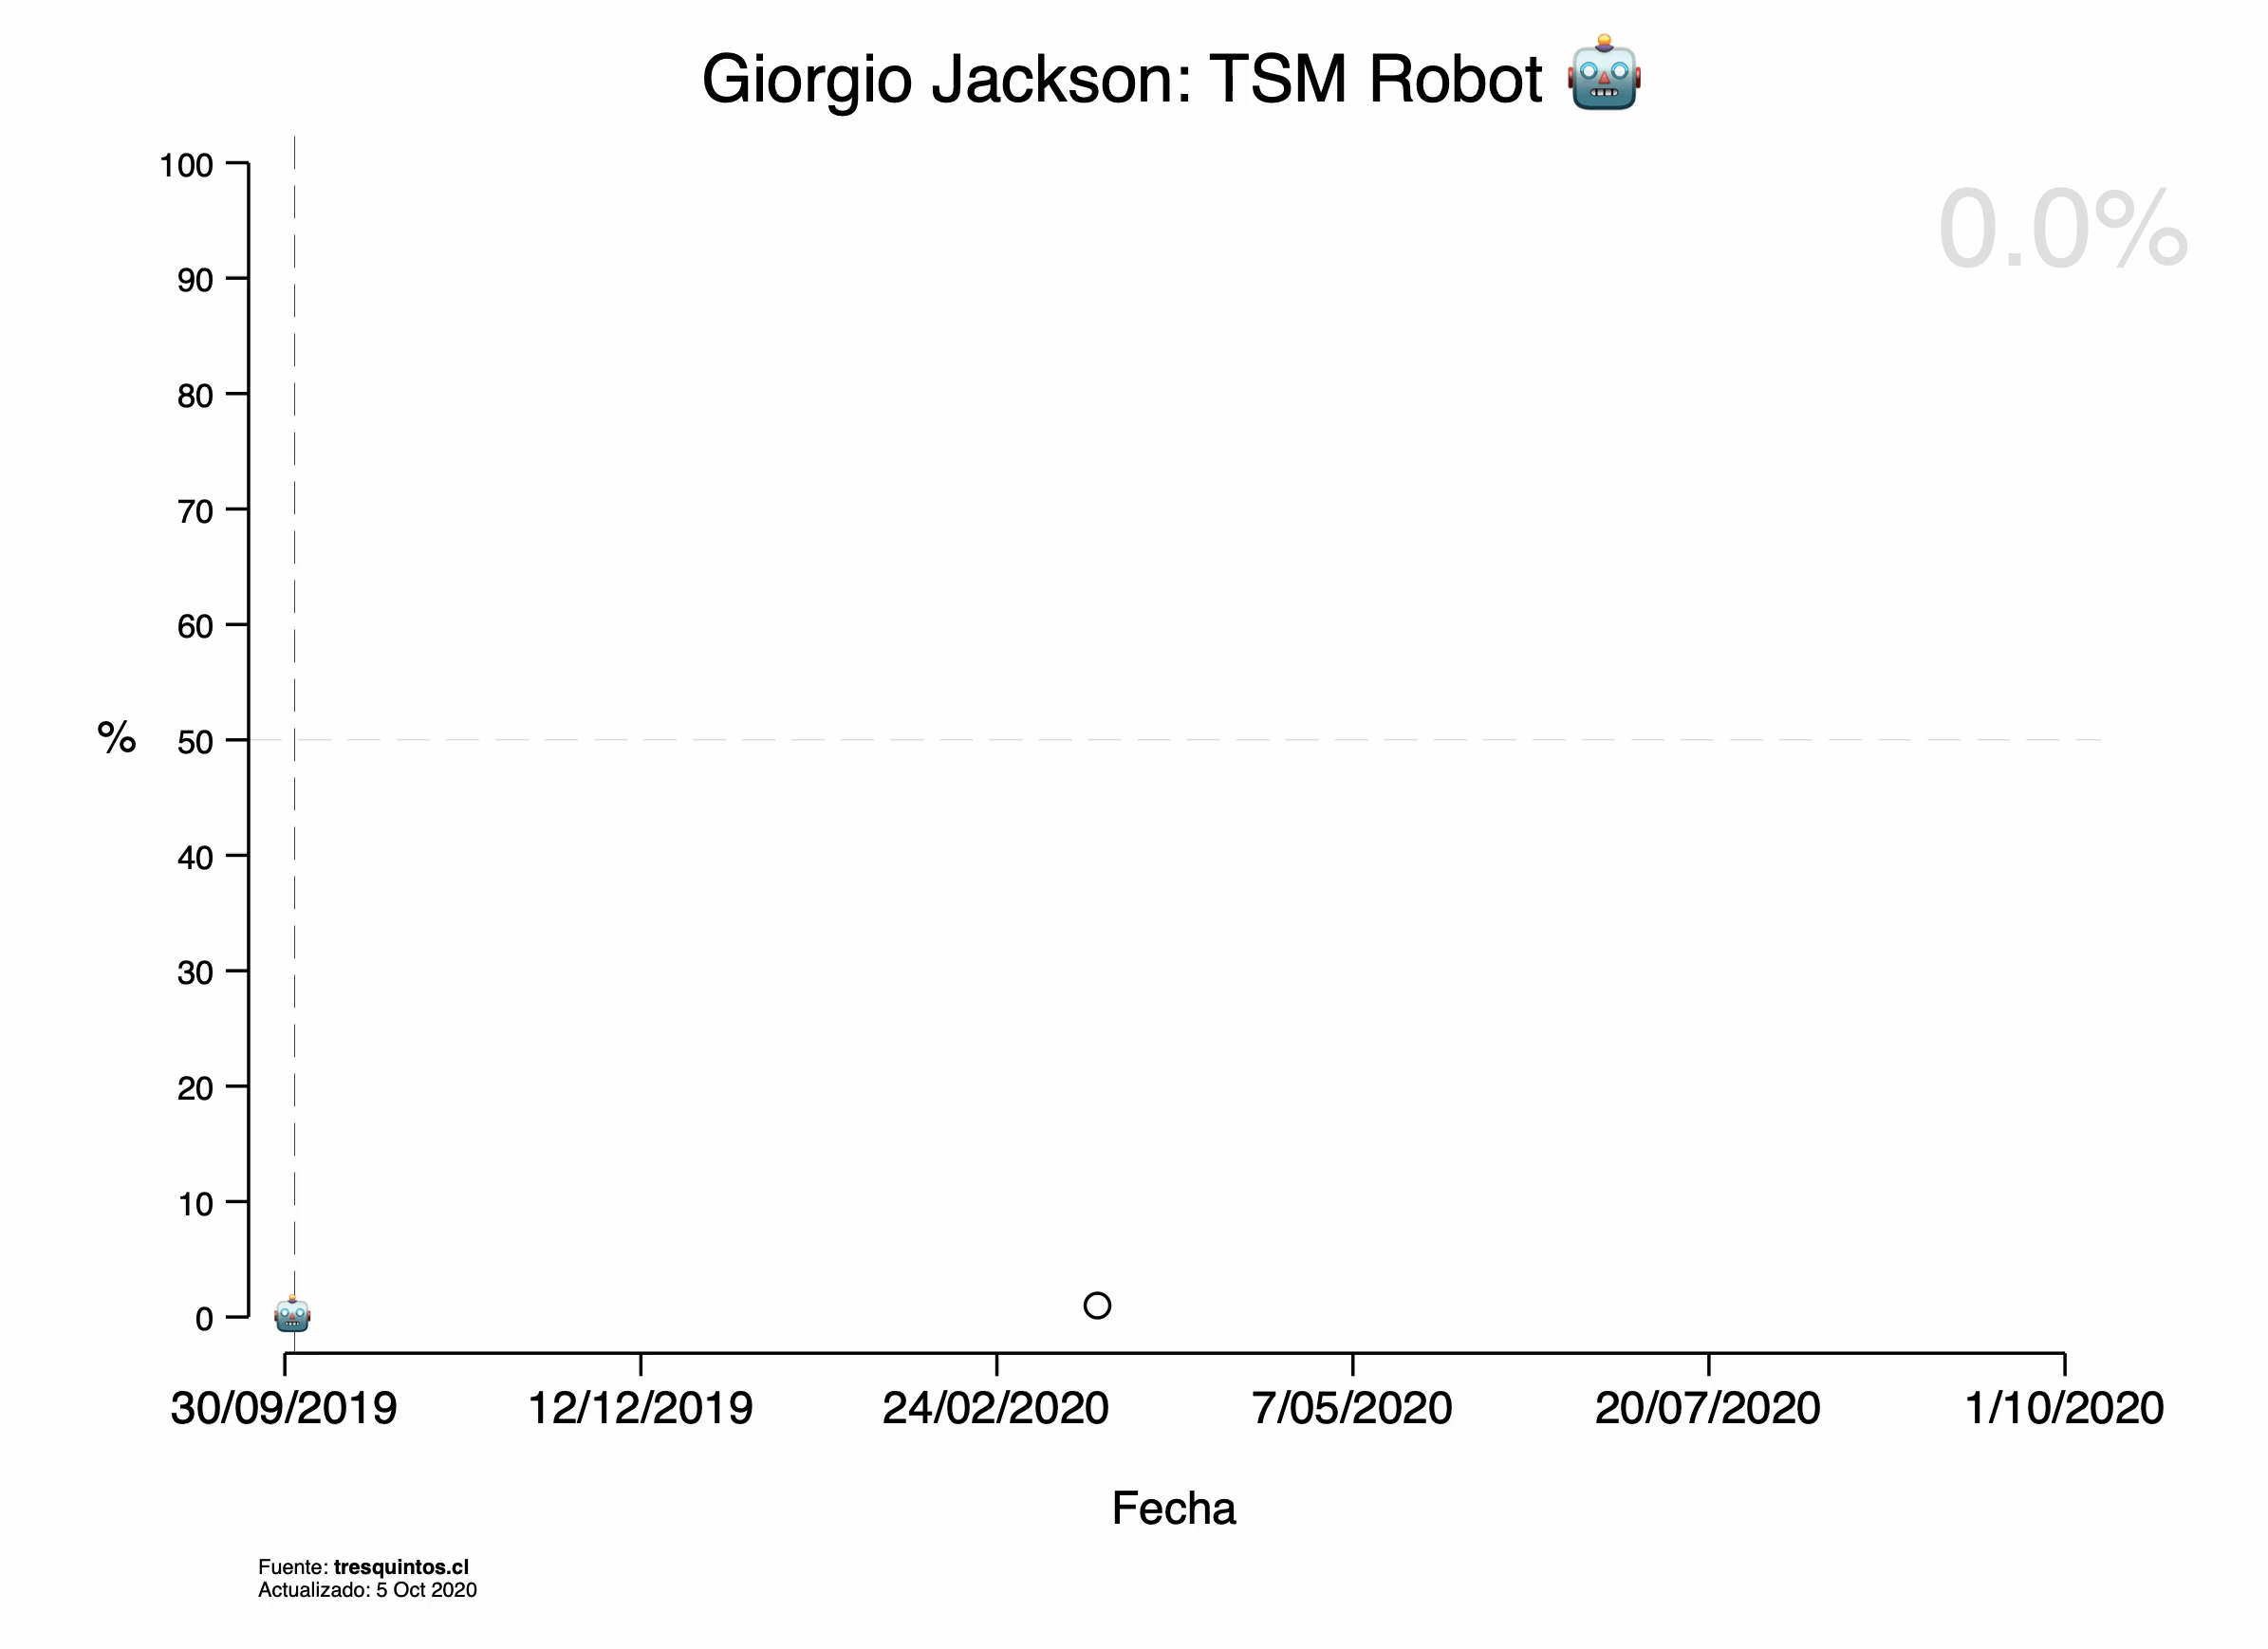 Giorgio Jackson: TSM Robot 🤖
0.0%
100
90
80
70
60
50
40
30
20
10
0
%
30/09/2019 12/12/2019 24/02/2020 7/05/2020 20/07/2020 1/10/2020
Fecha
Fuente: tresquintos.cl
Actualizado: 5 Oct 2020